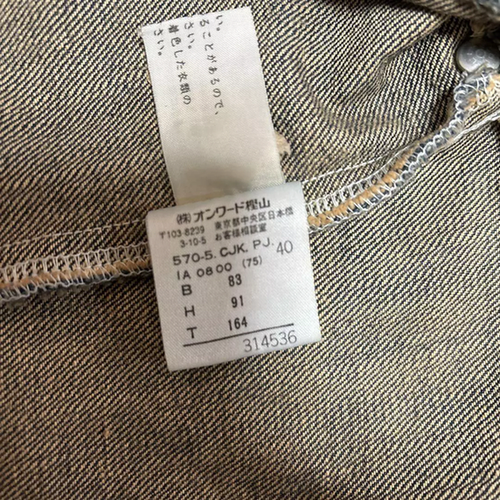 い。
ることがあるので、
さい。
着色した衣類の
さい。
(株)オンワード樫山
〒103-8239 東京都中央区日本橋
3-10-5 お客様相談室
570-5. CJK. PJ. 40
IA 0800 (75)
B 83
H 91
T 164
314536